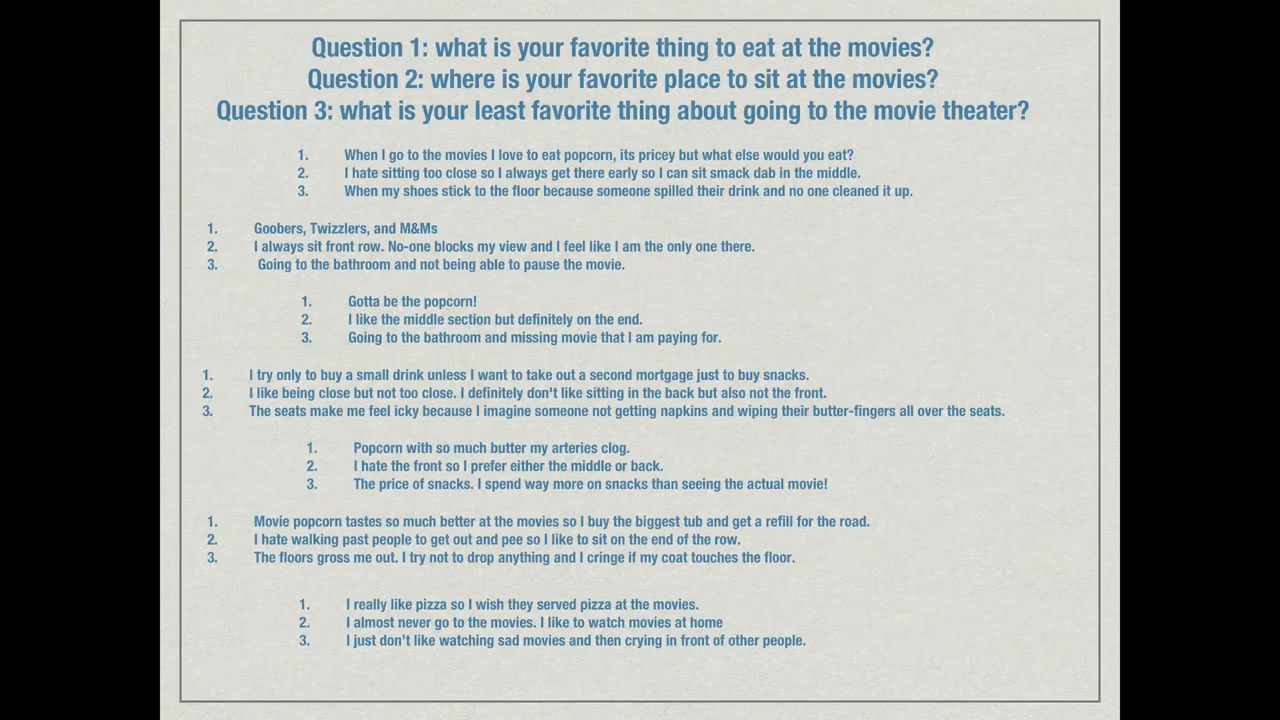 Question 1: what is your favorite thing to eat at the movies?
Question 2: where is your favorite place to sit at the movies?
Question 3: what is your least favorite thing about going to the movie theater?
1. When I go to the movies I love to eat popcorn, its pricey but what else would you eat?
2. I hate sitting too close so I always get there early so I can sit smack dab in the middle.
3. When my shoes stick to the floor because someone spilled their drink and no one cleaned it up.
1. Goobers, Twizzlers, and M&Ms
2. I always sit front row. No-one blocks my view and I feel like I am the only one there.
3. Going to the bathroom and not being able to pause the movie.
1. Gotta be the popcorn!
2. I like the middle section but definitely on the end.
3. Going to the bathroom and missing movie that I am paying for.
1. I try only to buy a small drink unless I want to take out a second mortgage just to buy snacks.
2. I like being close but not too close. I definitely don't like sitting in the back but also not the front.
3. The seats make me feel icky because I imagine someone not getting napkins and wiping their butter-fingers all over the seats.
1. Popcorn with so much butter my arteries clog.
2. I hate the front so I prefer either the middle or back.
3. The price of snacks. I spend way more on snacks than seeing the actual movie!
1. Movie popcorn tastes so much better at the movies so I buy the biggest tub and get a refill for the road.
2. I hate walking past people to get out and pee so I like to sit on the end of the row.
3. The floors gross me out. I try not to drop anything and I cringe if my coat touches the floor.
1. I really like pizza so I wish they served pizza at the movies.
2. I almost never go to the movies. I like to watch movies at home
3. I just don't like watching sad movies and then crying in front of other people.